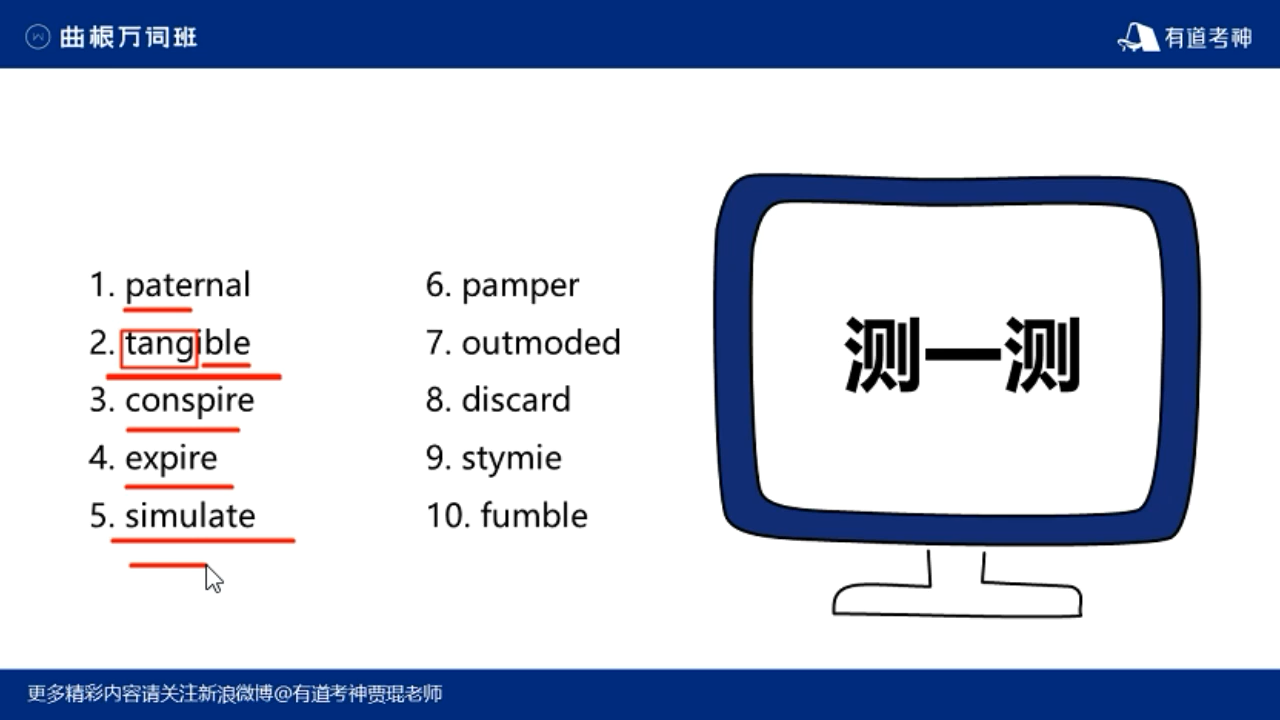 曲根万词班
有道考神
1. paternal
2. tangible
3. conspire
4. expire
5. simulate
6. pamper
7. outmoded
8. discard
9. stymie
10. fumble
测一测
更多精彩内容请关注新浪微博@有道考神贾琨老师